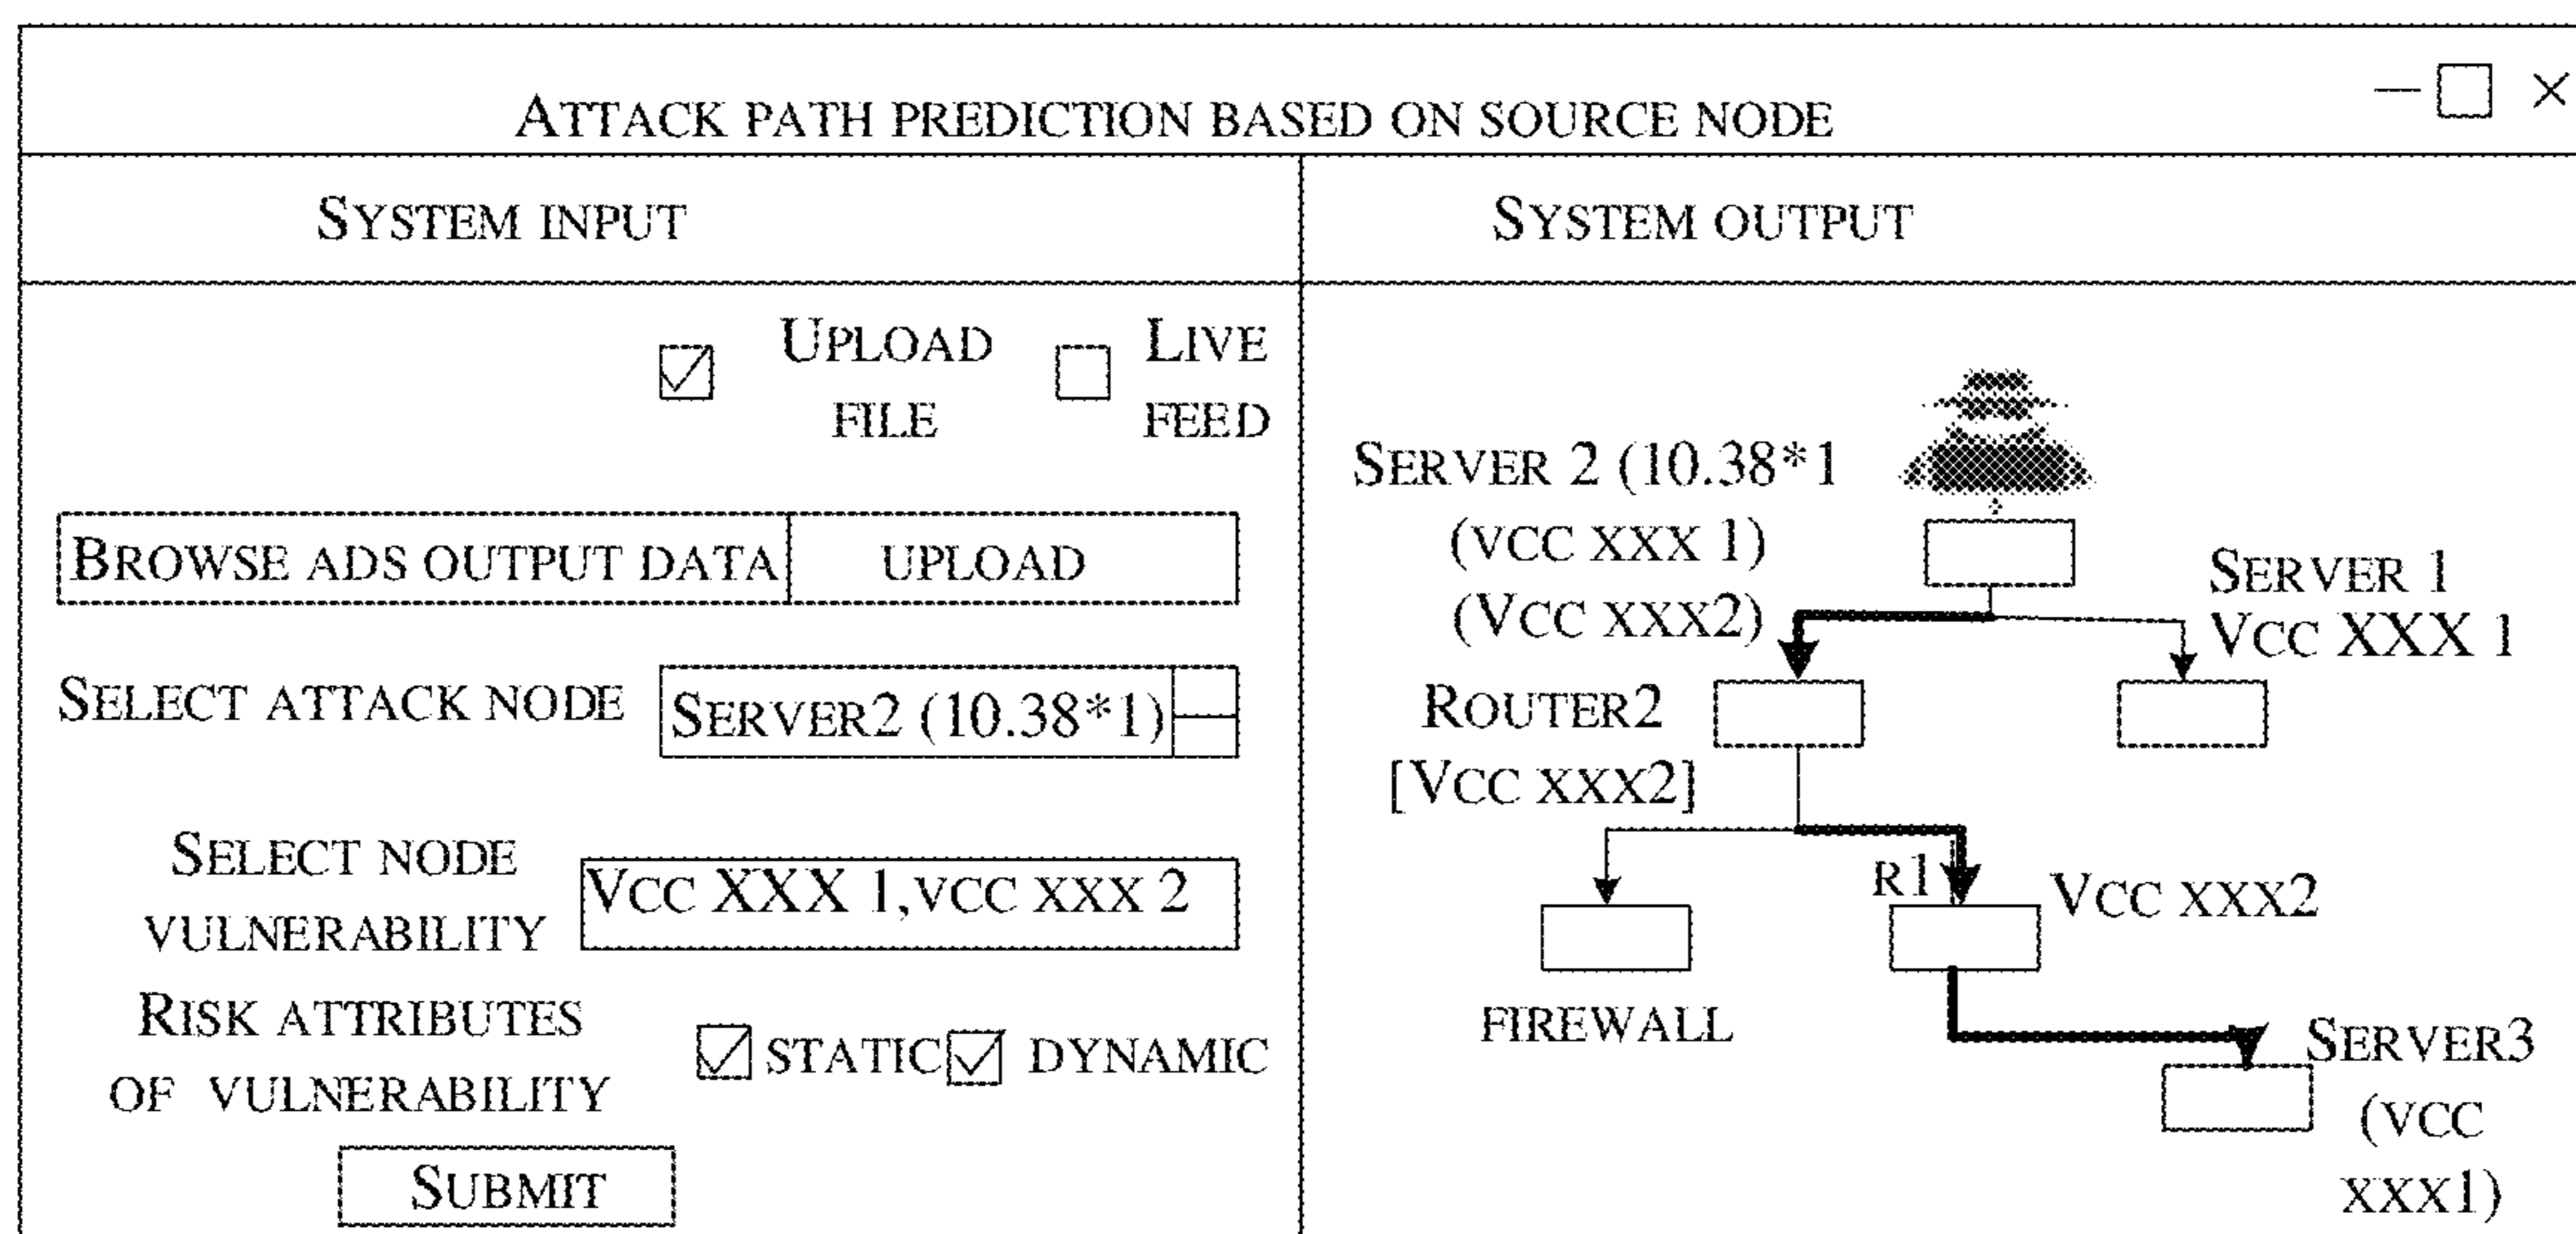 ATTACK PATH PREDICTION BASED ON SOURCE NODE
SYSTEM INPUT
SYSTEM OUTPUT
UPLOAD
FILE
LIVE
FEED
BROWSE ADS OUTPUT DATA
UPLOAD
SELECT ATTACK NODE
SERVER2 (10.38*1)
SELECT NODE
VULNERABILITY
VCC XXX 1,VCC XXX 2
RISK ATTRIBUTES
OF VULNERABILITY
STATIC
DYNAMIC
SUBMIT
SERVER 2 (10.38*1
(VCC XXX 1)
(VCC XXX2)
SERVER 1
VCC XXX 1
ROUTER2
[VCC XXX2]
R1
VCC XXX2
FIREWALL
SERVER3
(VCC
XXX1)